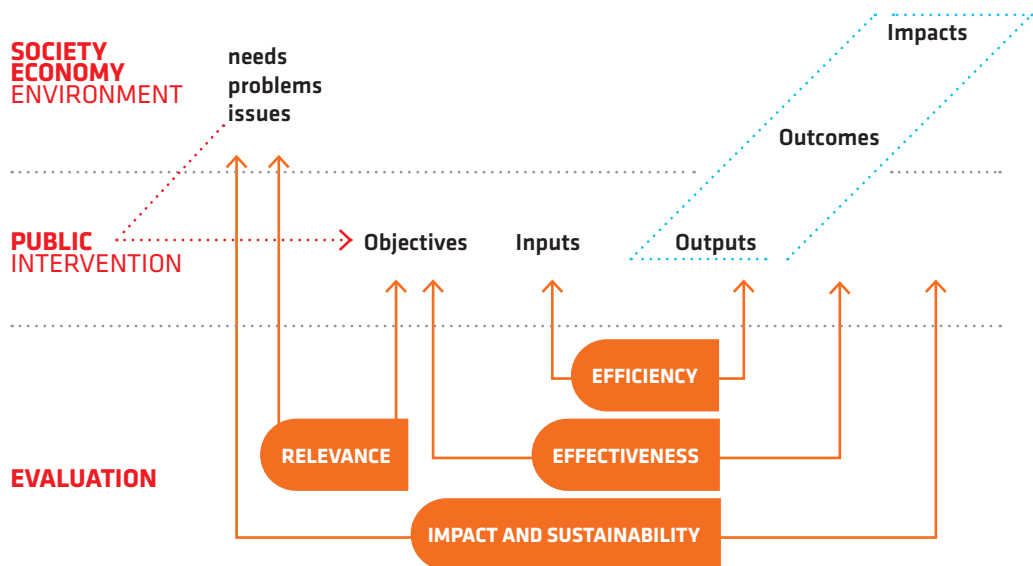 SOCIETY
ECONOMY
ENVIRONMENT
needs
problems
issues
Impacts
Outcomes
PUBLIC
INTERVENTION
Objectives
Inputs
Outputs
EFFICIENCY
RELEVANCE
EFFECTIVENESS
EVALUATION
IMPACT AND SUSTAINABILITY